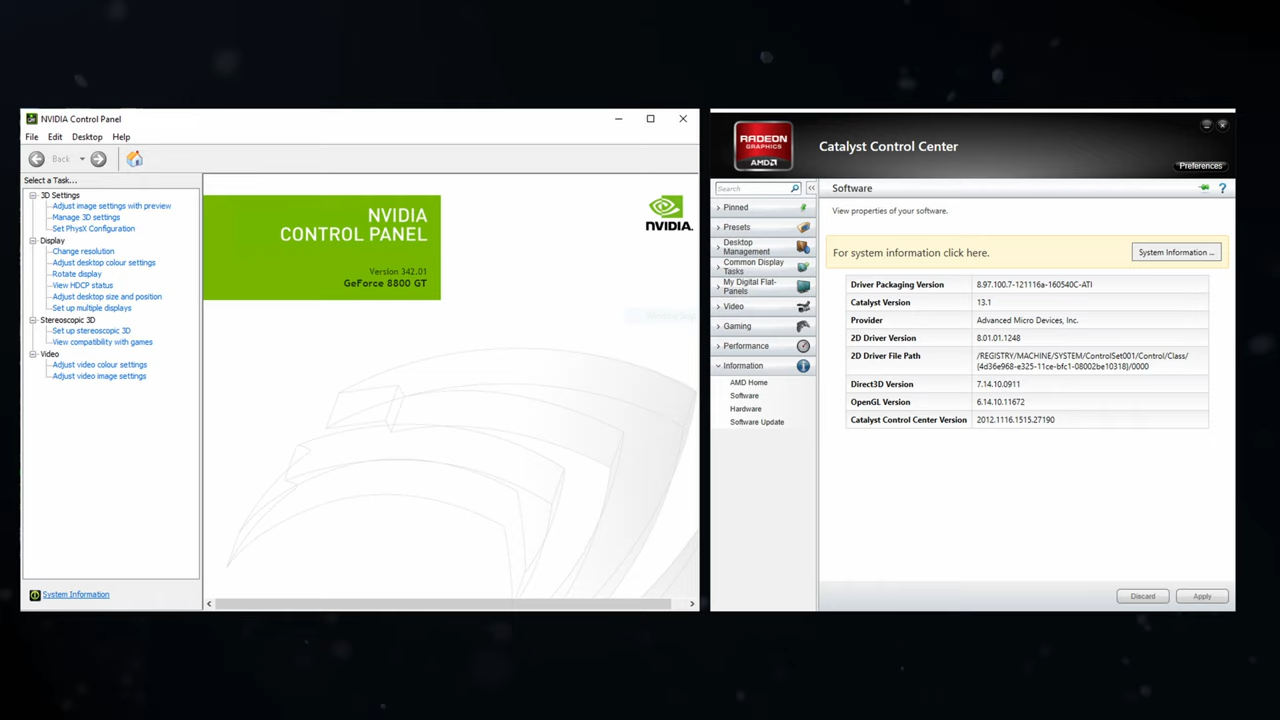 NVIDIA Control Panel
File Edit Desktop Help
Back
Select a Task...
3D Settings
Adjust image settings with preview
Manage 3D settings
Set PhysX Configuration
Display
Change resolution
Adjust desktop colour settings
Rotate display
View HDCP status
Adjust desktop size and position
Set up multiple displays
Stereoscopic 3D
Set up stereoscopic 3D
View compatibility with games
Video
Adjust video colour settings
Adjust video image settings
System Information
NVIDIA
CONTROL PANEL
Version 342.01
GeForce 8800 GT
NVIDIA.
RADEON
GRAPHICS
AMD
Catalyst Control Center
Preferences
Search
Pinned
Presets
Desktop
Management
Common Display
Tasks
My Digital Flat-
Panels
Video
Gaming
Performance
Information
AMD Home
Software
Hardware
Software Update
Software
View properties of your software.
For system information click here.
System Information ...
Driver Packaging Version 8.97.100.7-121116a-160540C-ATI
Catalyst Version 13.1
Provider Advanced Micro Devices, Inc.
2D Driver Version 8.01.01.1248
2D Driver File Path /REGISTRY/MACHINE/SYSTEM/ControlSet001/Control/Class/
{4d36e968-e325-11ce-bfc1-08002be10318}/0000
Direct3D Version 7.14.10.0911
OpenGL Version 6.14.10.11672
Catalyst Control Center Version 2012.1116.1515.27190
Discard Apply